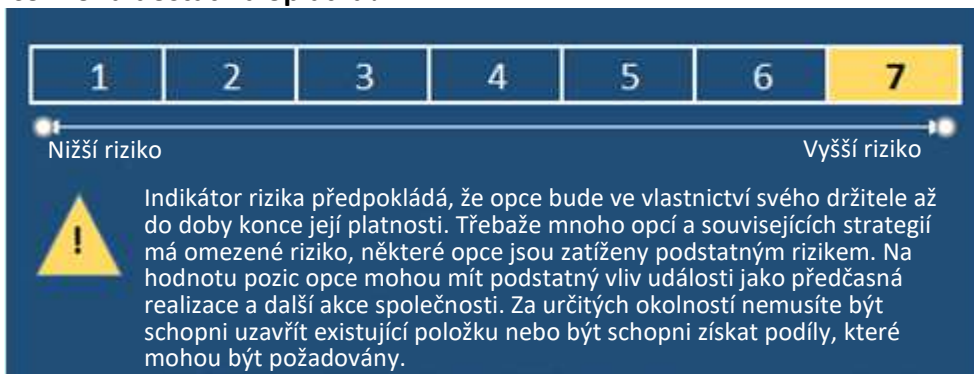 1 2 3 4 5 6 7
Nižší riziko Vyšší riziko
!
Indikátor rizika předpokládá, že opce bude ve vlastnictví svého držitele až
do doby konce její platnosti. Třebaže mnoho opcí a souvisejících strategií
má omezené riziko, některé opce jsou zatíženy podstatným rizikem. Na
hodnotu pozic opce mohou mít podstatný vliv události jako předčasná
realizace a další akce společnosti. Za určitých okolností nemusíte být
schopni uzavřít existující položku nebo být schopni získat podíly, které
mohou být požadovány.